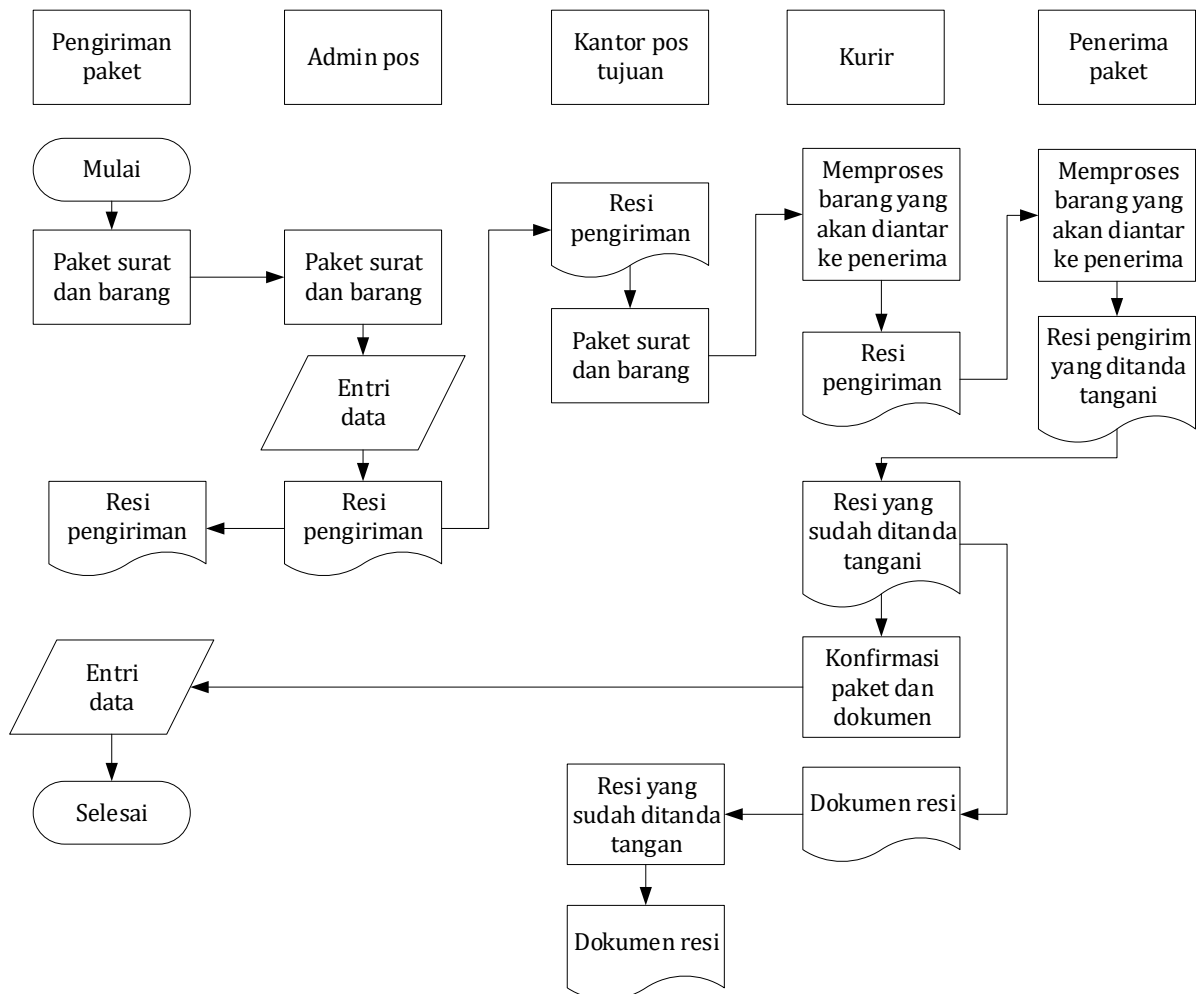 Pengiriman
paket
Admin pos
Kantor pos
tujuan
Kurir
Penerima
paket
Mulai
Paket surat
dan barang
Paket surat
dan barang
Entri
data
Resi
pengiriman
Resi
pengiriman
Resi
pengiriman
Paket surat
dan barang
Memproses
barang yang
akan diantar
ke penerima
Resi
pengiriman
Memproses
barang yang
akan diantar
ke penerima
Resi pengirim
yang ditanda
tangani
Resi yang
sudah ditanda
tangani
Konfirmasi
paket dan
dokumen
Entri
data
Selesai
Dokumen resi
Resi yang
sudah ditanda
tangan
Dokumen resi